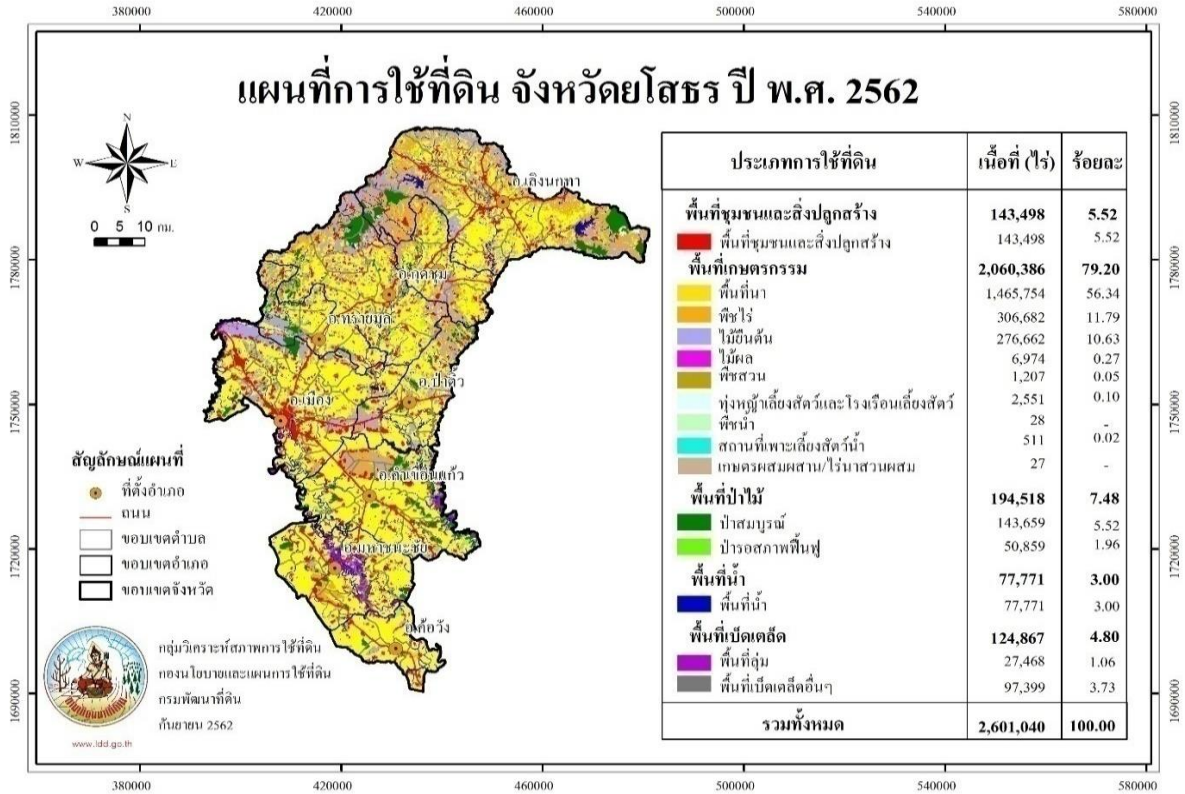 380000 420000 460000 500000 540000 580000
แผนที่การใช้ที่ดิน จังหวัดยโสธร ปี พ.ศ. 2562
1810000 1810000
1780000 1780000
1750000 1750000
1720000 1720000
1690000 1690000
N
W E
S
0 5 10 กม.
อ.เลิงนกทา
อ.กุดชุม
อ.ทรายมูล
อ.ป่าติ้ว
อ.เมือง
อ.คำเขื่อนแก้ว
อ.มหาชนะชัย
อ.ค้อวัง
สัญลักษณ์แผนที่
ที่ตั้งอำเภอ
ถนน
ขอบเขตตำบล
ขอบเขตอำเภอ
ขอบเขตจังหวัด
กลุ่มวิเคราะห์สภาพการใช้ที่ดิน
กองนโยบายและแผนการใช้ที่ดิน
กรมพัฒนาที่ดิน
กันยายน 2562
www.ldd.go.th
ประเภทการใช้ที่ดิน เนื้อที่ (ไร่) ร้อยละ
พื้นที่ชุมชนและสิ่งปลูกสร้าง 143,498 5.52
พื้นที่ชุมชนและสิ่งปลูกสร้าง 143,498 5.52
พื้นที่เกษตรกรรม 2,060,386 79.20
พื้นที่นา 1,465,754 56.34
พืชไร่ 306,682 11.79
ไม้ยืนต้น 276,662 10.63
ไม้ผล 6,974 0.27
พืชสวน 1,207 0.05
ทุ่งหญ้าเลี้ยงสัตว์และโรงเรือนเลี้ยงสัตว์ 2,551 0.10
พืชน้ำ 28 -
สถานที่เพาะเลี้ยงสัตว์น้ำ 511 0.02
เกษตรผสมผสาน/ไร่นาสวนผสม 27 -
พื้นที่ป่าไม้ 194,518 7.48
ป่าสมบูรณ์ 143,659 5.52
ป่ารอสภาพฟื้นฟู 50,859 1.96
พื้นที่น้ำ 77,771 3.00
พื้นที่น้ำ 77,771 3.00
พื้นที่เบ็ดเตล็ด 124,867 4.80
พื้นที่ลุ่ม 27,468 1.06
พื้นที่เบ็ดเตล็ดอื่นๆ 97,399 3.73
รวมทั้งหมด 2,601,040 100.00
380000 420000 460000 500000 540000 580000